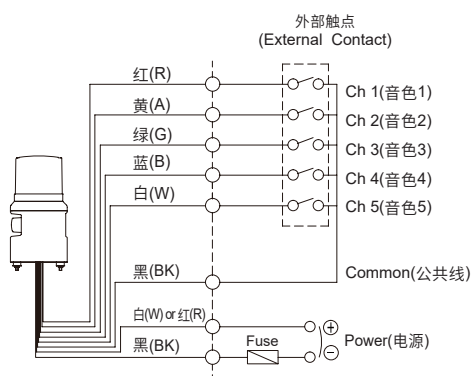 外部触点
(External Contact)
红(R)
Ch 1(音色1)
黄(A)
Ch 2(音色2)
绿(G)
Ch 3(音色3)
蓝(B)
Ch 4(音色4)
白(W)
Ch 5(音色5)
黑(BK)
Common(公共线)
白(W) or 红(R)
+
黑(BK)
Fuse
Power(电源)
−